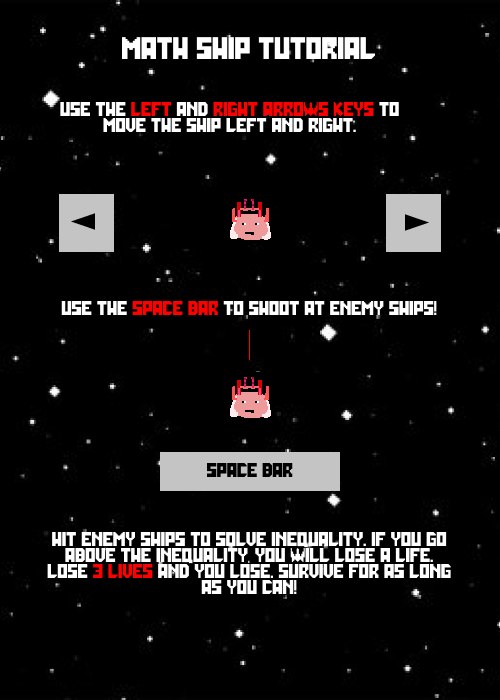 MATH SHIP TUTORIAL
USE THE LEFT AND RIGHT ARROWS KEYS TO
MOVE THE SHIP LEFT AND RIGHT:
USE THE SPACE BAR TO SHOOT AT ENEMY SHIPS!
SPACE BAR
HIT ENEMY SHIPS TO SOLVE INEQUALITY. IF YOU GO
ABOVE THE INEQUALITY, YOU WILL LOSE A LIFE.
LOSE 3 LIVES AND YOU LOSE. SURVIVE FOR AS LONG
AS YOU CAN!